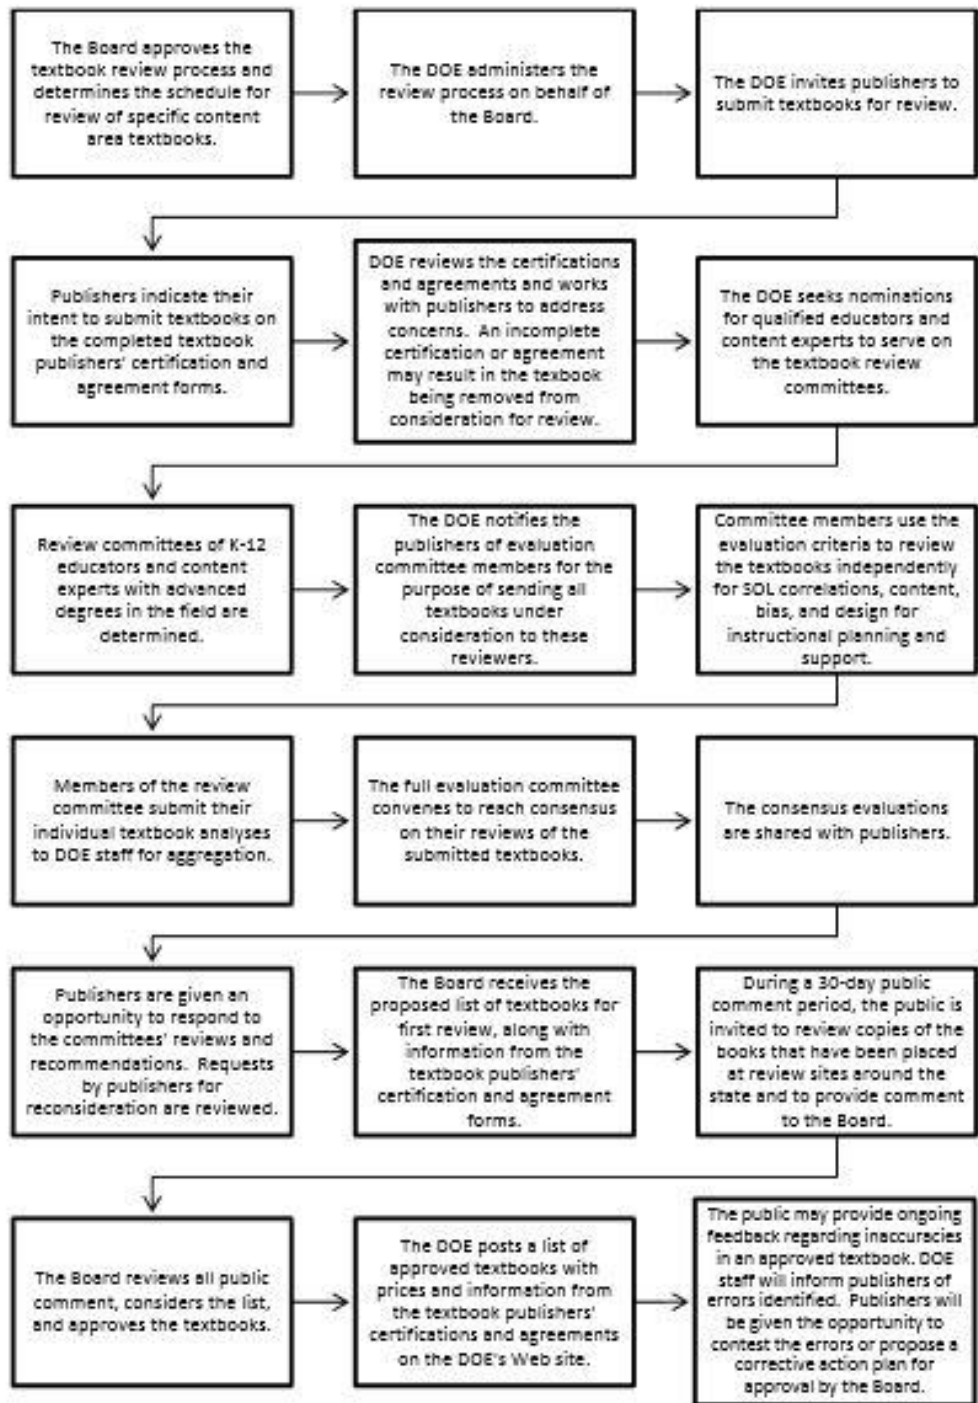 The Board approves the
textbook review process and
determines the schedule for
review of specific content
area textbooks.
The DOE administers the
review process on behalf of
the Board.
The DOE invites publishers to
submit textbooks for review.
Publishers indicate their
intent to submit textbooks on
the completed textbook
publishers' certification and
agreement forms.
DOE reviews the certifications
and agreements and works
with publishers to address
concerns. An incomplete
certification or agreement
may result in the texbook
being removed from
consideration for review.
The DOE seeks nominations
for qualified educators and
content experts to serve on
the textbook review
committees.
Review committees of K-12
educators and content
experts with advanced
degrees in the field are
determined.
The DOE notifies the
publishers of evaluation
committee members for the
purpose of sending all
textbooks under
consideration to these
reviewers.
Committee members use the
evaluation criteria to review
the textbooks independently
for SOL correlations, content,
bias, and design for
instructional planning and
support.
Members of the review
committee submit their
individual textbook analyses
to DOE staff for aggregation.
The full evaluation committee
convenes to reach consensus
on their reviews of the
submitted textbooks.
The consensus evaluations
are shared with publishers.
Publishers are given an
opportunity to respond to
the committees' reviews and
recommendations. Requests
by publishers for
reconsideration are reviewed.
The Board receives the
proposed list of textbooks for
first review, along with
information from the
textbook publishers'
certification and agreement
forms.
During a 30-day public
comment period, the public is
invited to review copies of the
books that have been placed
at review sites around the
state and to provide comment
to the Board.
The Board reviews all public
comment, considers the list,
and approves the textbooks.
The DOE posts a list of
approved textbooks with
prices and information from
the textbook publishers'
certifications and agreements
on the DOE's Web site.
The public may provide ongoing
feedback regarding inaccuracies
in an approved textbook. DOE
staff will inform publishers of
errors identified. Publishers will
be given the opportunity to
contest the errors or propose a
corrective action plan for
approval by the Board.